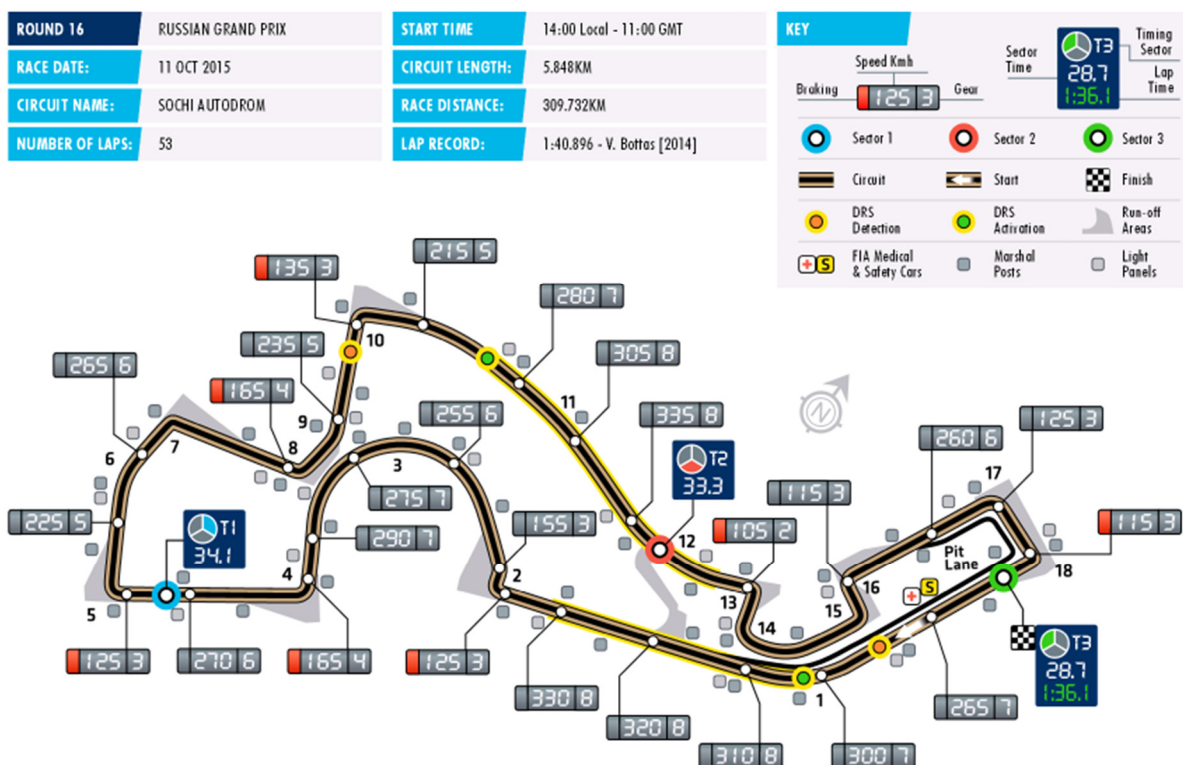 ROUND 16 RUSSIAN GRAND PRIX
RACE DATE: 11 OCT 2015
CIRCUIT NAME: SOCHI AUTODROM
NUMBER OF LAPS: 53
START TIME 14:00 Local - 11:00 GMT
CIRCUIT LENGTH: 5.848KM
RACE DISTANCE: 309.732KM
LAP RECORD: 1:40.896 - V. Bottas [2014]
KEY
Speed Kmh
Braking 125 3 Gear
Sector Time
T3
28.7
1:36.1
Timing Sector
Lap Time
Sector 1 Sector 2 Sector 3
Circuit Start Finish
DRS Detection
DRS Activation
Run-off Areas
S
FIA Medical & Safety Cars
Marshal Posts
Light Panels
215 5
135 3
280 7
10
235 5
305 8
265 6
165 4
11
255 6
335 8
9
125 3
260 6
7
8
6
3
T2
33.3
17
275 7
115 3
225 5
T1
34.1
155 3
105 2
115 3
290 7
12
Pit Lane
18
4
2
16
S
5
13
15
14
T3
28.7
1:36.1
125 3
270 6
165 4
125 3
1
330 8
265 7
320 8
310 8
300 7
N